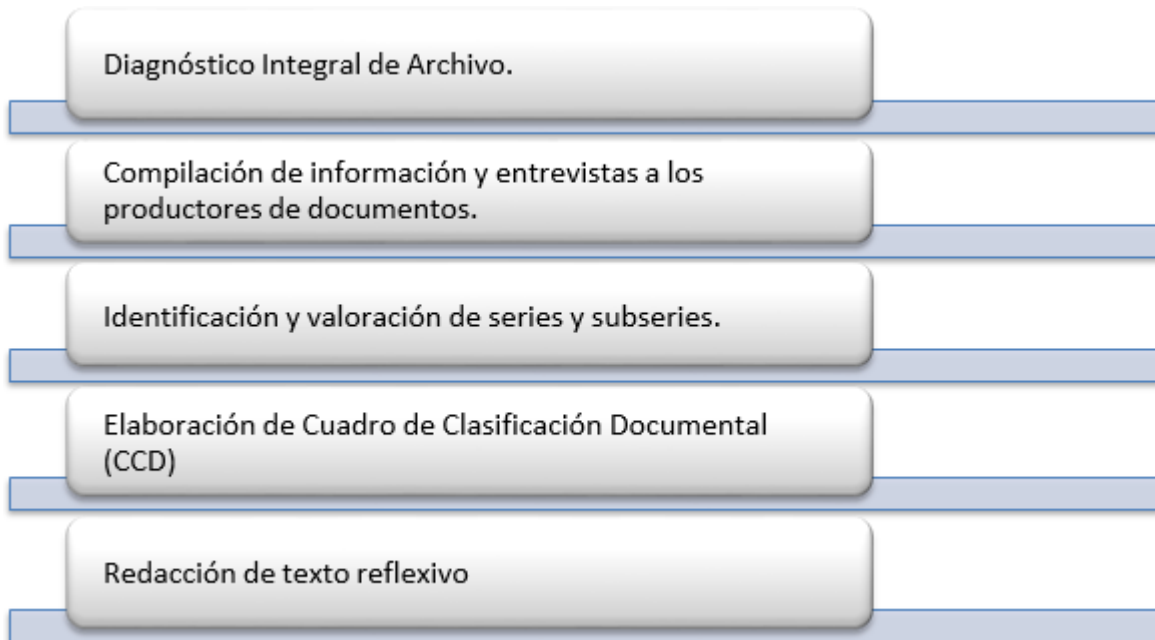 Diagnóstico Integral de Archivo.
Compilación de información y entrevistas a los
productores de documentos.
Identificación y valoración de series y subseries.
Elaboración de Cuadro de Clasificación Documental
(CCD)
Redacción de texto reflexivo